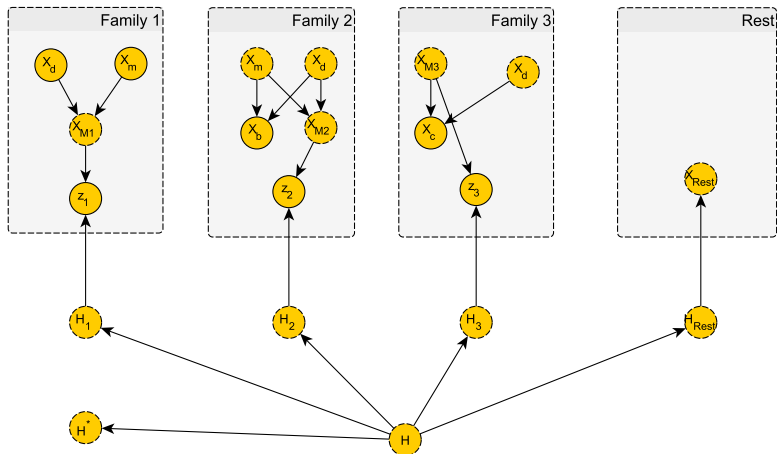 Family 1
Family 2
Family 3
Rest
X_d
X_m
X_m
X_d
X_M3
X_d
X_M1
X_b
X_M2
X_c
X_Rest
z_1
z_2
z_3
H_1
H_2
H_3
H_Rest
H*
H